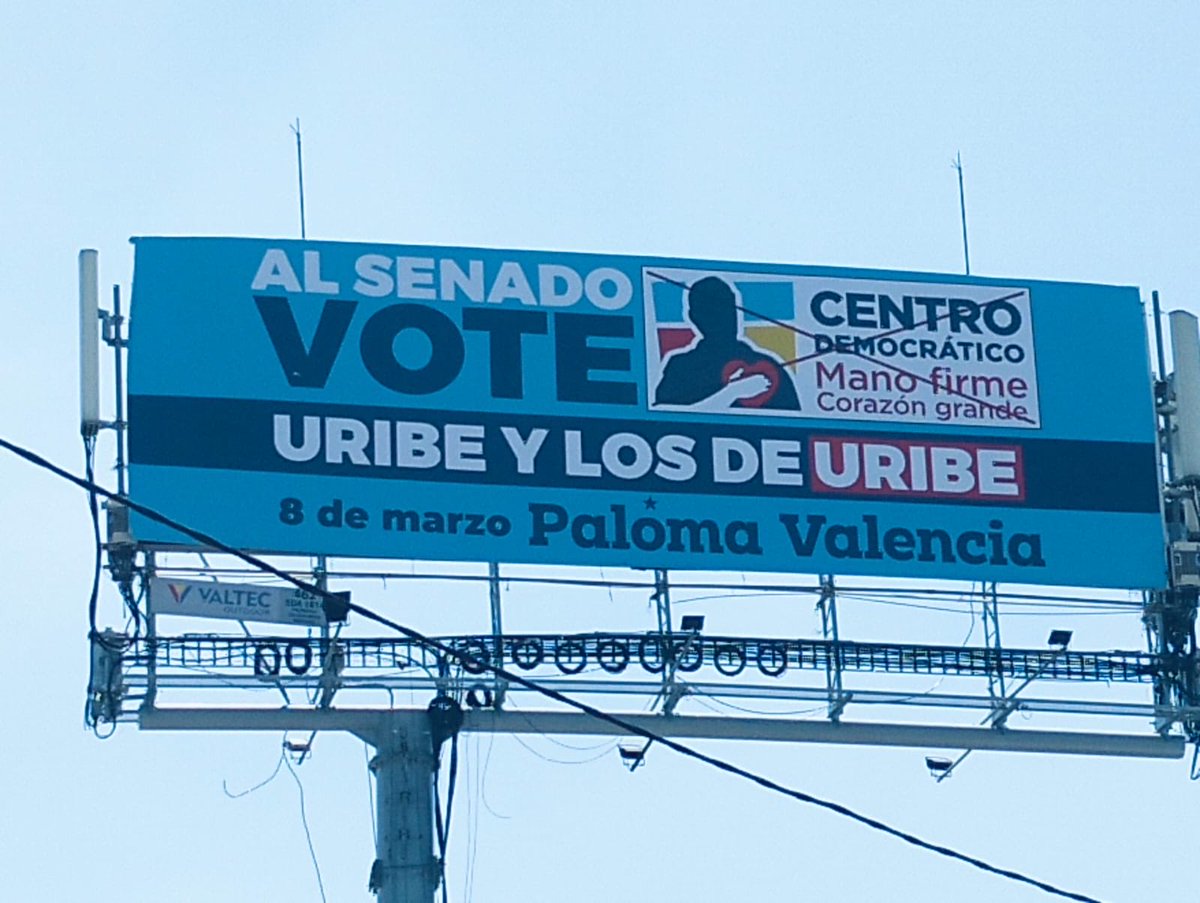 AL SENADO
VOTE
CENTRO
DEMOCRÁTICO
Mano firme
Corazón grande
URIBE Y LOS DE URIBE
8 de marzo Paloma Valencia
VALTEC
OUTDOOR